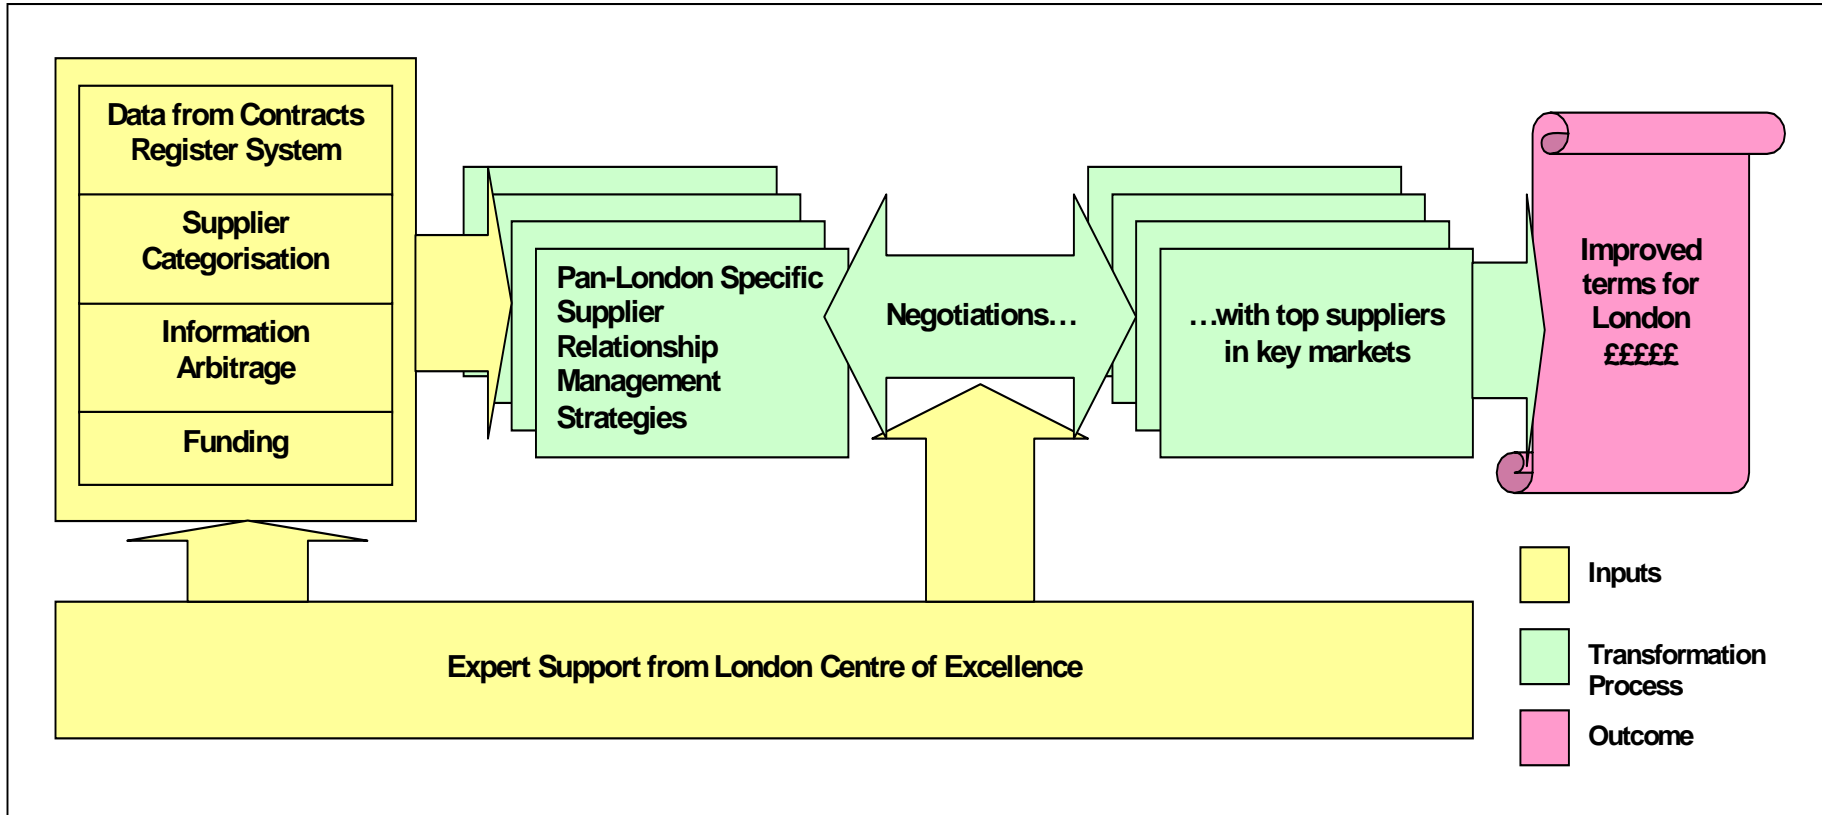 Data from Contracts
Register System
Supplier
Categorisation
Information
Arbitrage
Funding
Pan-London Specific
Supplier
Relationship
Management
Strategies
Negotiations…
…with top suppliers
in key markets
Improved
terms for
London
£££££
Expert Support from London Centre of Excellence
Inputs
Transformation
Process
Outcome